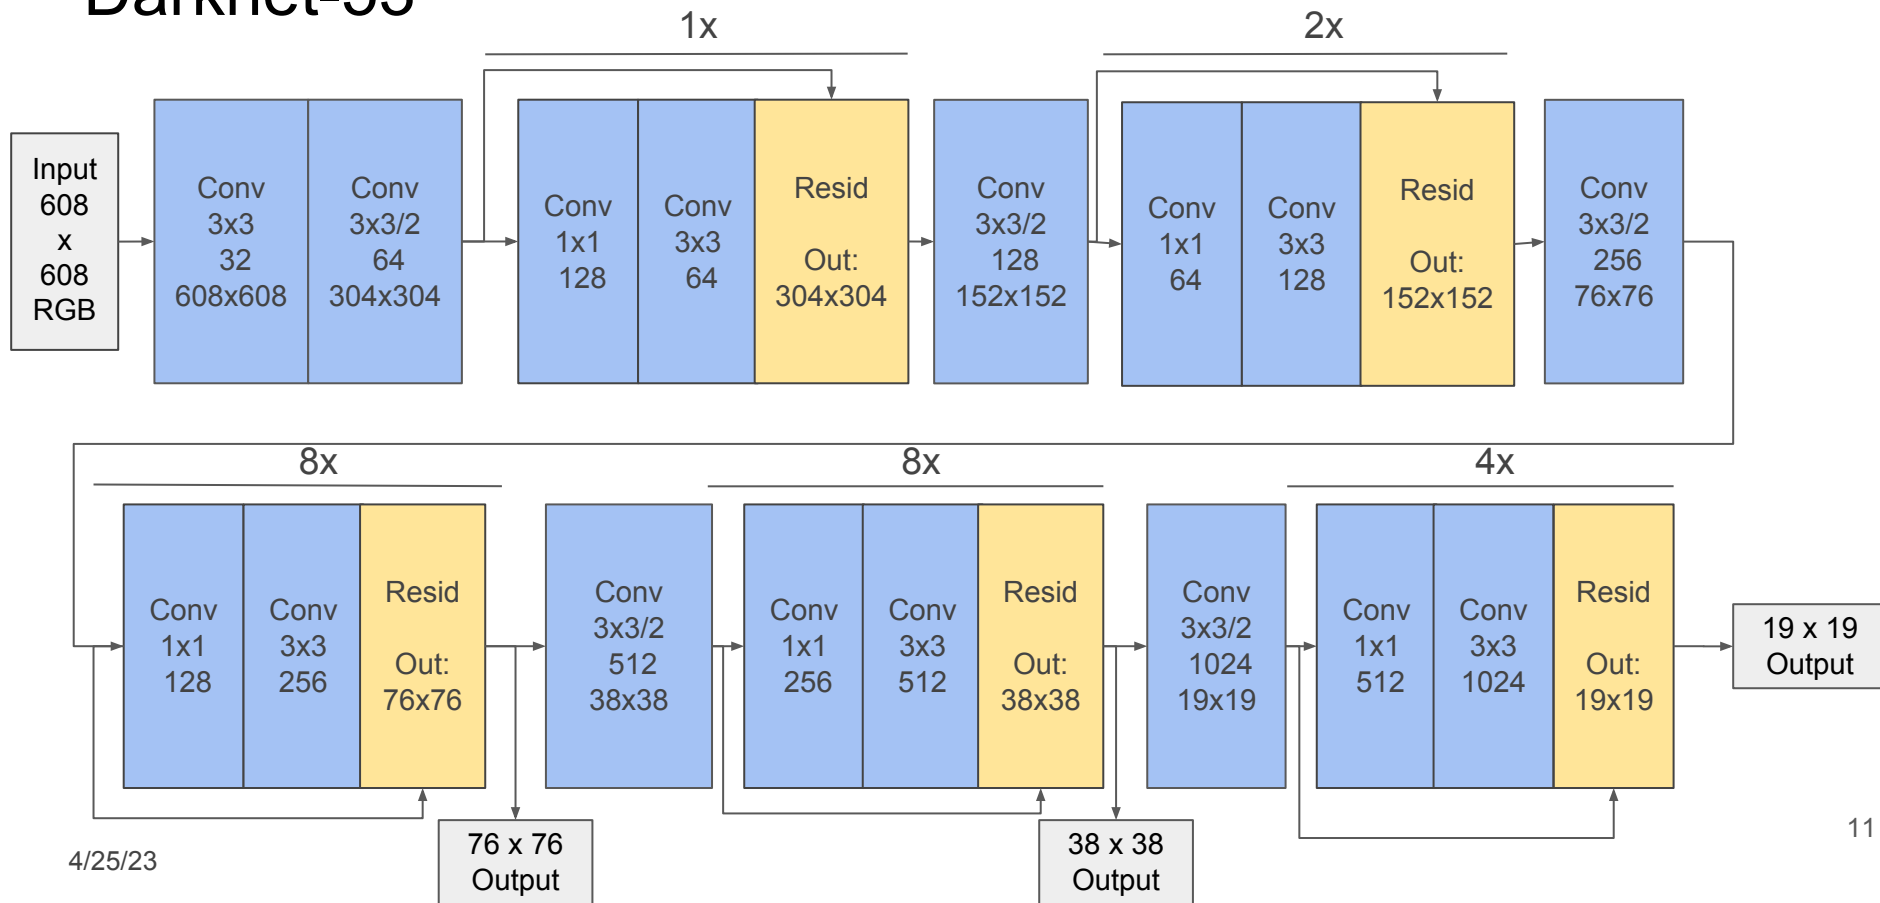 Darknet-53
1x
2x
Input
608
x
608
RGB
Conv
3x3
32
608x608
Conv
3x3/2
64
304x304
Conv
1x1
128
Conv
3x3
64
Resid
Out:
304x304
Conv
3x3/2
128
152x152
Conv
1x1
64
Conv
3x3
128
Resid
Out:
152x152
Conv
3x3/2
256
76x76
8x
8x
4x
Conv
1x1
128
Conv
3x3
256
Resid
Out:
76x76
Conv
3x3/2
512
38x38
Conv
1x1
256
Conv
3x3
512
Resid
Out:
38x38
Conv
3x3/2
1024
19x19
Conv
1x1
512
Conv
3x3
1024
Resid
Out:
19x19
19 x 19
Output
76 x 76
Output
38 x 38
Output
4/25/23
11